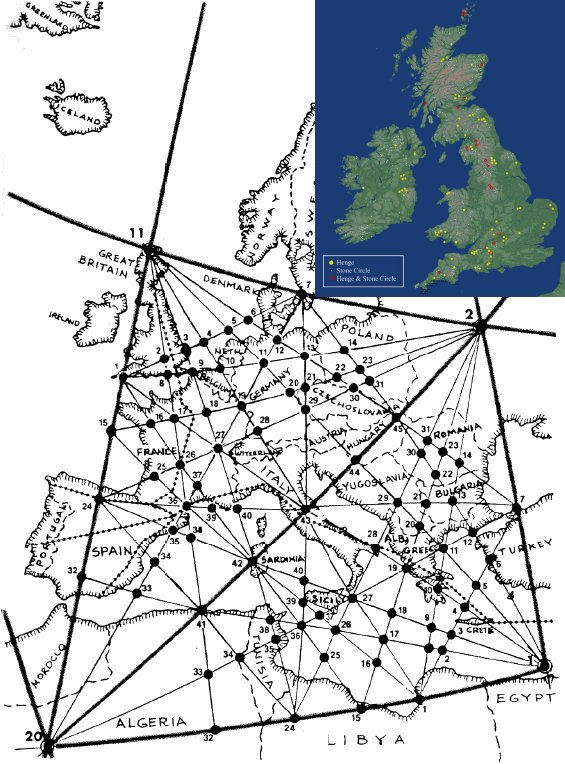 GREENLAND
ICELAND
NORWAY
Henge
Stone Circle
Henge & Stone Circle
11
GREAT
BRITAIN
DENMARK
7
2
IRELAND
6
5
4
3
2
POLAND
NETH.
10
11
12
13
14
23
22
31
1
8
9
BELGIUM
GERMANY
20
21
30
CZECHOSLOVAKIA
15
16
17
18
19
29
28
45
FRANCE
27
SWITZERLAND
AUSTRIA
HUNGARY
31
ROMANIA
30
23
14
22
25
26
37
ITALY
44
YUGOSLAVIA
BULGARIA
24
36
39
40
43
29
21
13
7
PORTUGAL
SPAIN
35
38
28
ALB.
20
GREECE
12
TURKEY
34
42
SARDINIA
19
11
6
32
33
40
10
5
4
39
SICILY
27
41
37
18
CRETE
38
36
26
9
3
MOROCCO
35
17
8
2
34
TUNISIA
25
16
1
33
EGYPT
ALGERIA
24
15
1
32
20
LIBYA